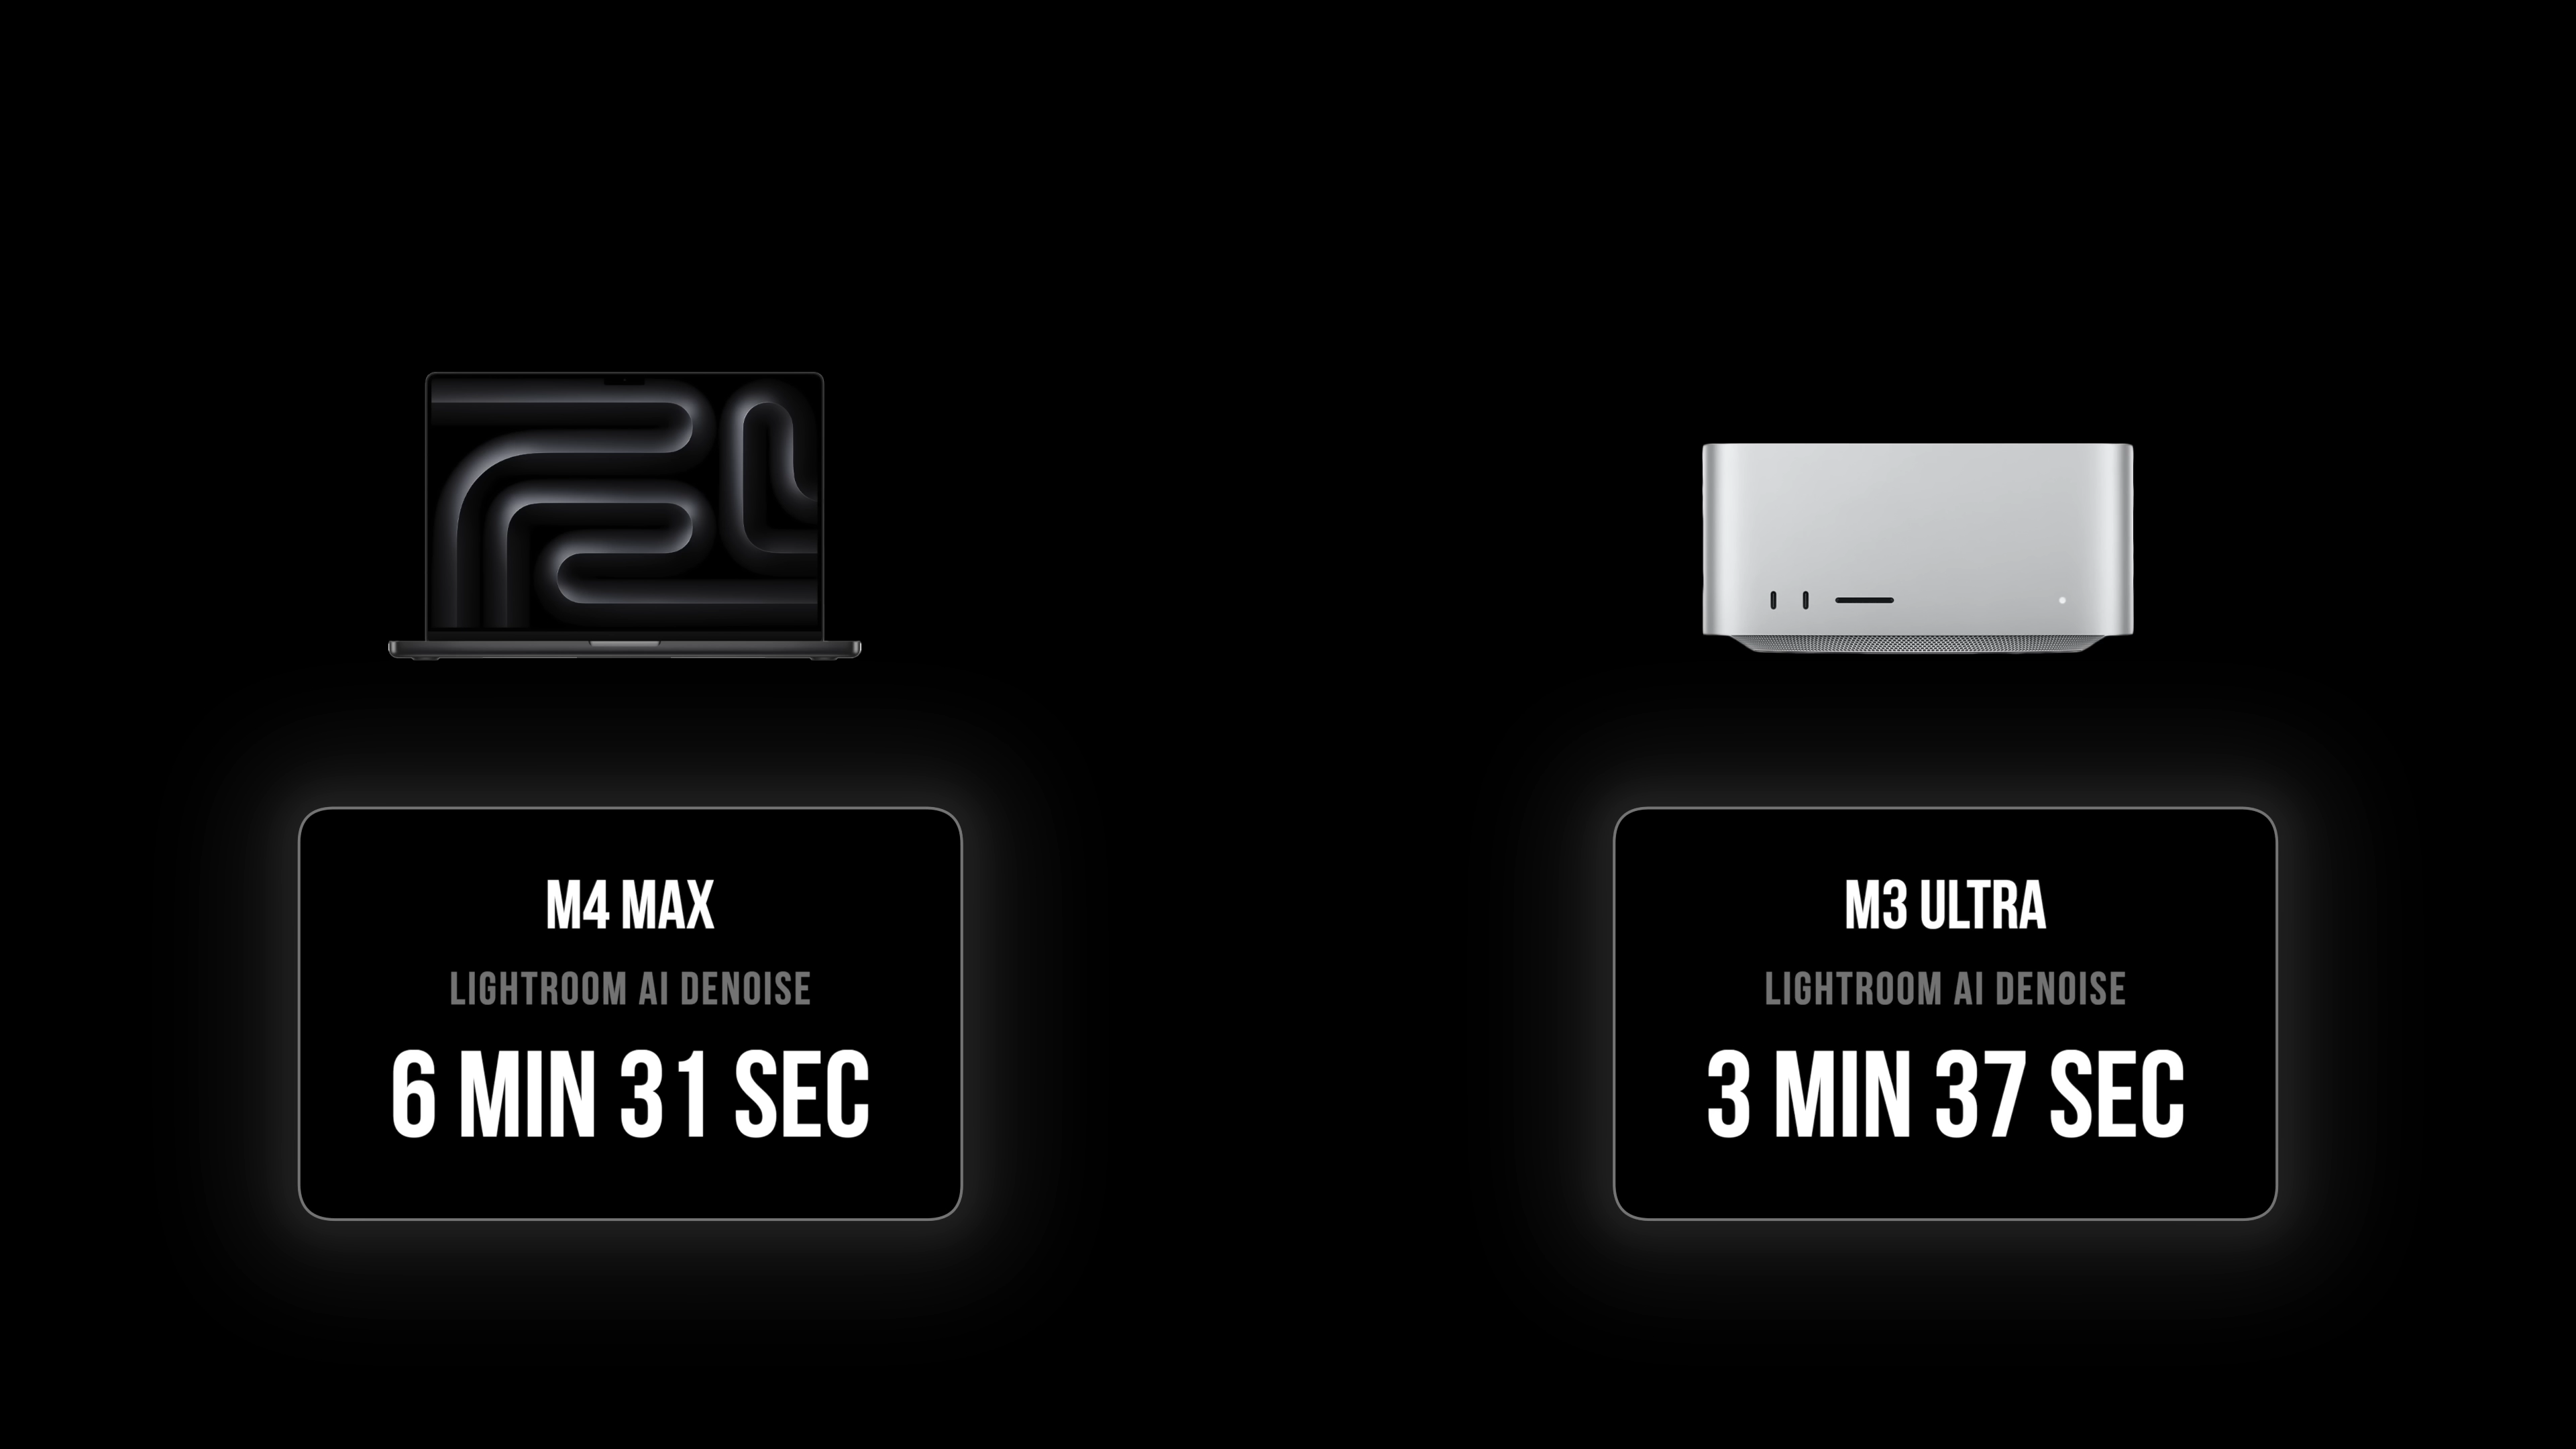 M4 MAX
LIGHTROOM AI DENOISE
6 MIN 31 SEC
M3 ULTRA
LIGHTROOM AI DENOISE
3 MIN 37 SEC